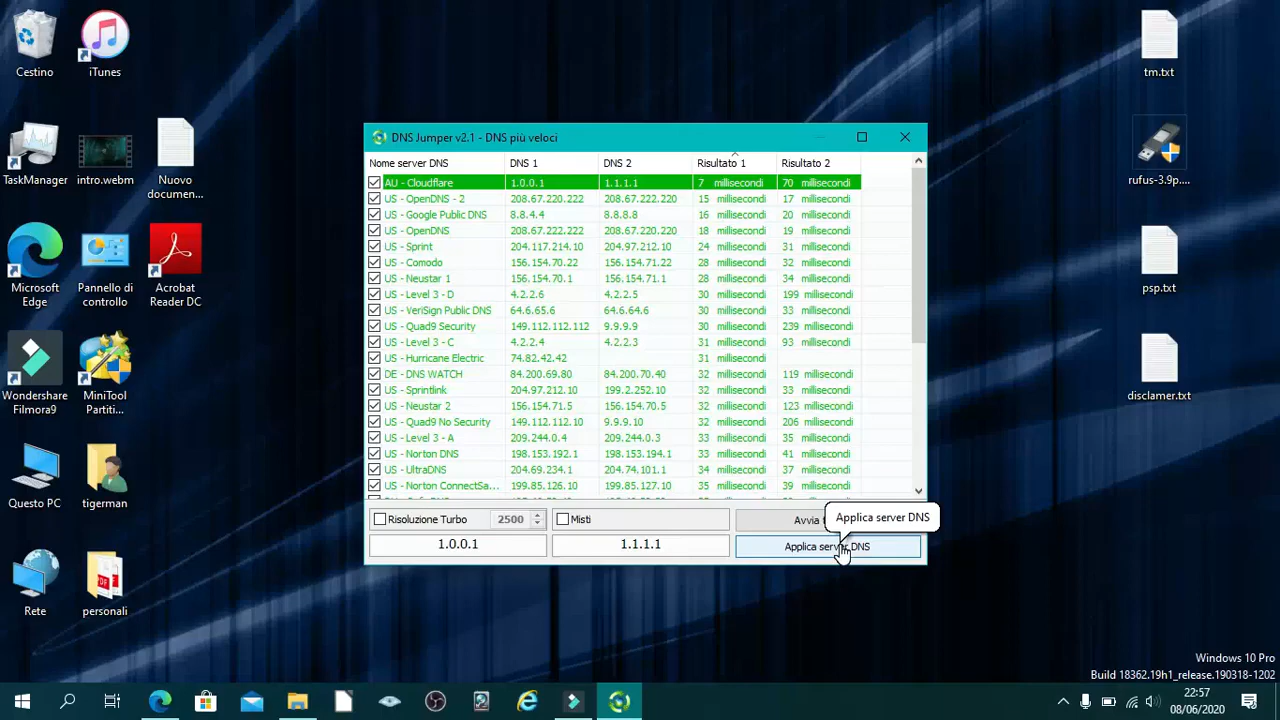 Cestino
iTunes
TaskManager
intro.webm
Nuovo
documen...
Microsoft
Edge
Pannello di
controllo
Acrobat
Reader DC
Wondershare
Filmora9
MiniTool
Partiti...
Questo PC
tigerman
Rete
personali
DNS Jumper v2.1 - DNS più veloci
Nome server DNS DNS 1 DNS 2 Risultato 1 Risultato 2
AU - Cloudflare 1.0.0.1 1.1.1.1 7 millisecondi 70 millisecondi
US - OpenDNS - 2 208.67.220.222 208.67.222.220 15 millisecondi 17 millisecondi
US - Google Public DNS 8.8.4.4 8.8.8.8 16 millisecondi 20 millisecondi
US - OpenDNS 208.67.222.222 208.67.220.220 18 millisecondi 19 millisecondi
US - Sprint 204.117.214.10 204.97.212.10 24 millisecondi 31 millisecondi
US - Comodo 156.154.70.22 156.154.71.22 28 millisecondi 32 millisecondi
US - Neustar 1 156.154.70.1 156.154.71.1 28 millisecondi 34 millisecondi
US - Level 3 - D 4.2.2.6 4.2.2.5 30 millisecondi 199 millisecondi
US - VeriSign Public DNS 64.6.65.6 64.6.64.6 30 millisecondi 33 millisecondi
US - Quad9 Security 149.112.112.112 9.9.9.9 30 millisecondi 239 millisecondi
US - Level 3 - C 4.2.2.4 4.2.2.3 31 millisecondi 93 millisecondi
US - Hurricane Electric 74.82.42.42 31 millisecondi
DE - DNS WATCH 84.200.69.80 84.200.70.40 32 millisecondi 119 millisecondi
US - Sprintlink 204.97.212.10 199.2.252.10 32 millisecondi 33 millisecondi
US - Neustar 2 156.154.71.5 156.154.70.5 32 millisecondi 123 millisecondi
US - Quad9 No Security 149.112.112.10 9.9.9.10 32 millisecondi 206 millisecondi
US - Level 3 - A 209.244.0.4 209.244.0.3 33 millisecondi 35 millisecondi
US - Norton DNS 198.153.192.1 198.153.194.1 33 millisecondi 41 millisecondi
US - UltraDNS 204.69.234.1 204.74.101.1 34 millisecondi 37 millisecondi
US - Norton ConnectSa... 199.85.126.10 199.85.127.10 35 millisecondi 39 millisecondi
Risoluzione Turbo 2500 Misti Avvia
Applica server DNS
1.0.0.1 1.1.1.1 Applica server DNS
tm.txt
rufus-3.9p....
psp.txt
disclamer.txt
Windows 10 Pro
Build 18362.19h1_release.190318-1202
22:57
08/06/2020